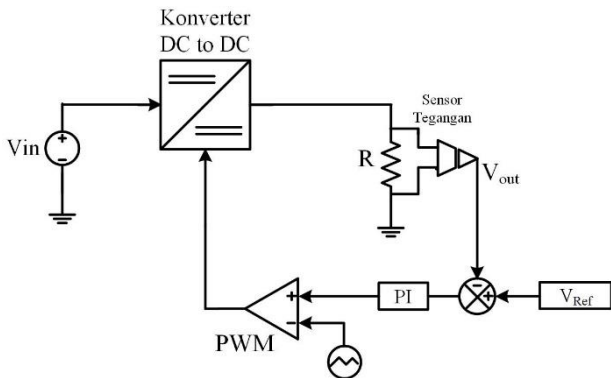 Konverter
DC to DC
Sensor
Tegangan
+
Vin
-
R
Vout
-
+
PI
+
VRef
-
PWM